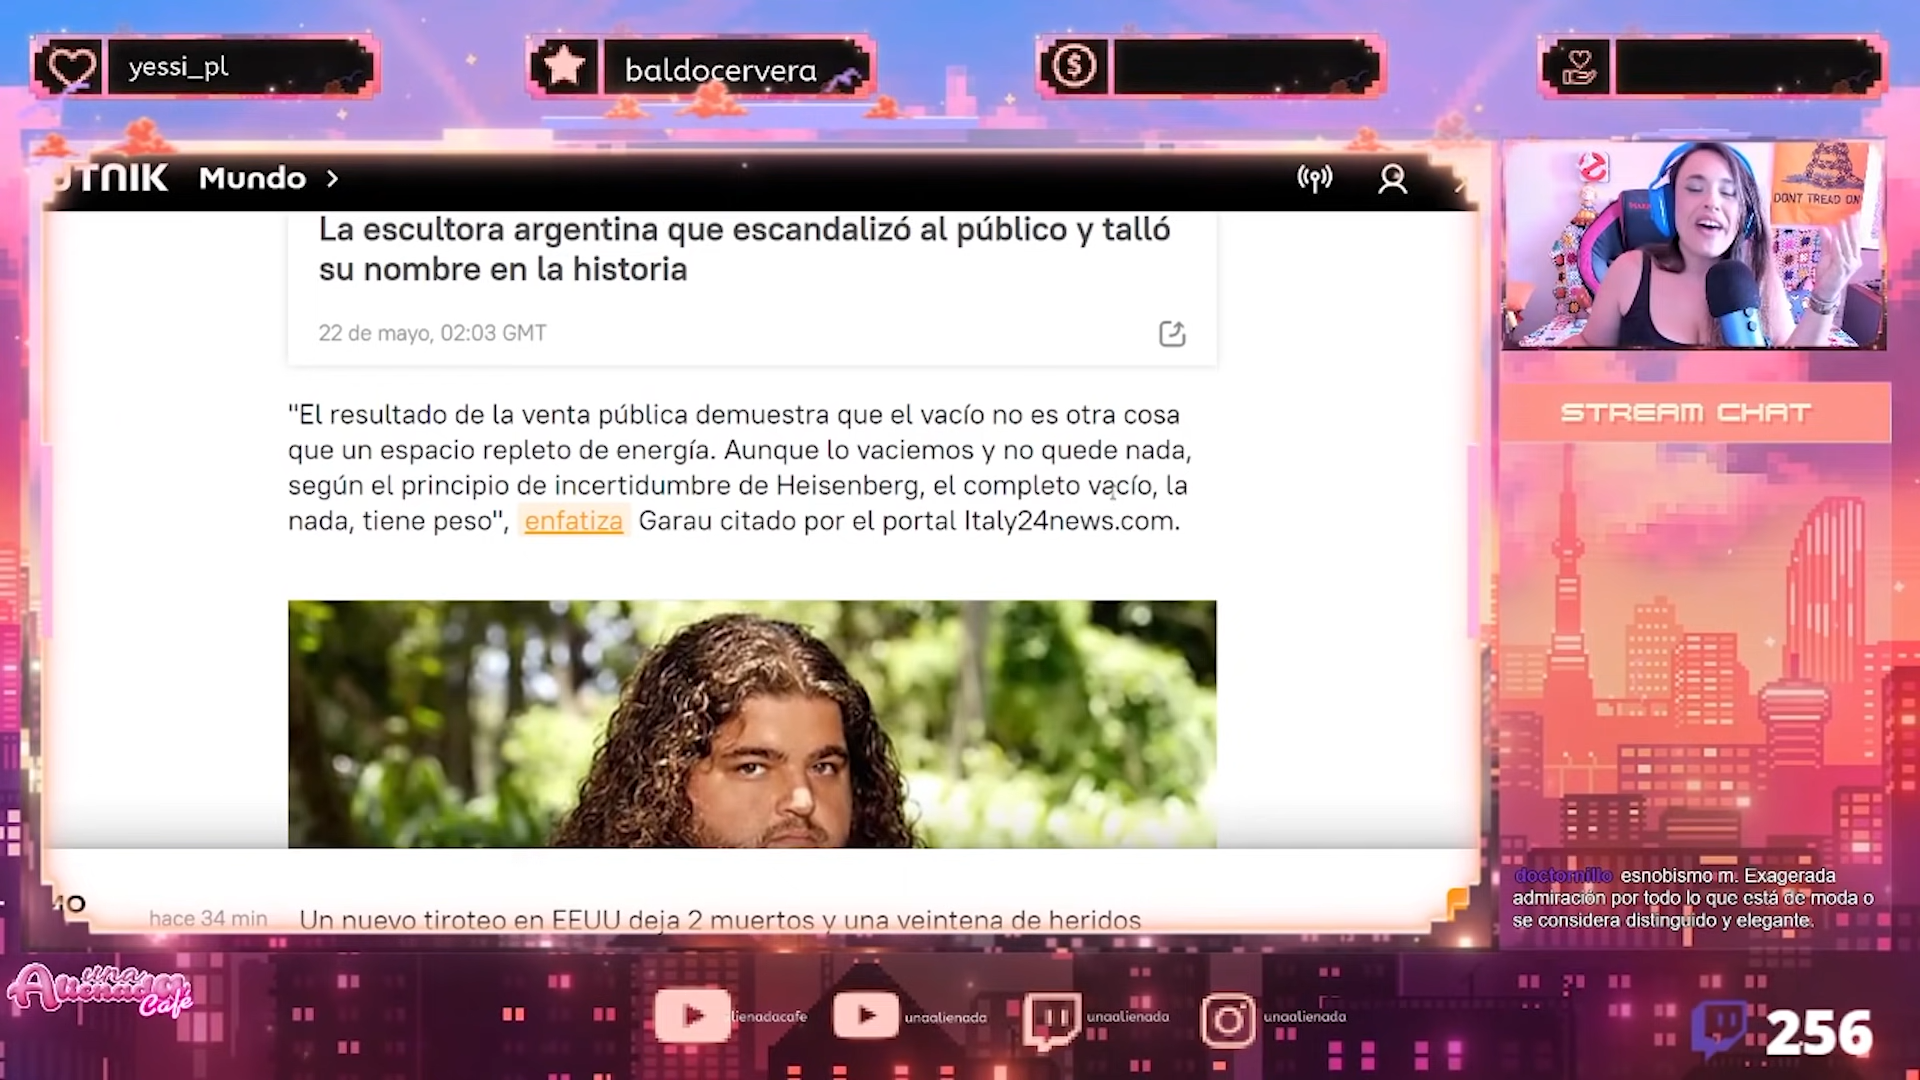 yessi_pl
baldocervera
UTNIK Mundo >
La escultora argentina que escandalizó al público y talló
su nombre en la historia
22 de mayo, 02:03 GMT
"El resultado de la venta pública demuestra que el vacío no es otra cosa
que un espacio repleto de energía. Aunque lo vaciemos y no quede nada,
según el principio de incertidumbre de Heisenberg, el completo vacío, la
nada, tiene peso", enfatiza Garau citado por el portal Italy24news.com.
hace 34 min Un nuevo tiroteo en EEUU deja 2 muertos y una veintena de heridos
DONT TREAD ON
STREAM CHAT
doctornillo esnobismo m. Exagerada
admiración por todo lo que está de moda o
se considera distinguido y elegante.
una
Alienada
Café
lienadacafe
unaalienada
unaalienada
unaalienada
256